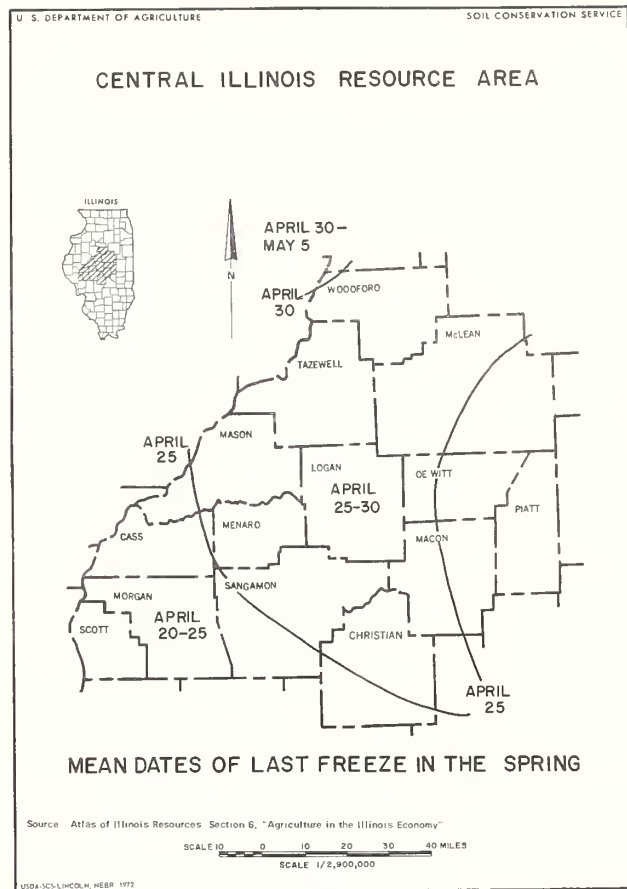 U. S. DEPARTMENT OF AGRICULTURE
SOIL CONSERVATION SERVICE
CENTRAL ILLINOIS RESOURCE AREA
ILLINOIS
N
APRIL 30–
MAY 5
APRIL
30
WOODFORD
McLEAN
TAZEWELL
APRIL
25
MASON
LOGAN
APRIL
25-30
DE WITT
PIATT
CASS
MENARD
MACON
MORGAN
SANGAMON
APRIL
20-25
SCOTT
CHRISTIAN
APRIL
25
MEAN DATES OF LAST FREEZE IN THE SPRING
Source Atlas of Illinois Resources Section 6, "Agriculture in the Illinois Economy"
SCALE 10 0 10 20 30 40 MILES
SCALE 1/2,900,000
USDA-SCS-LINCOLN, NEBR 1972